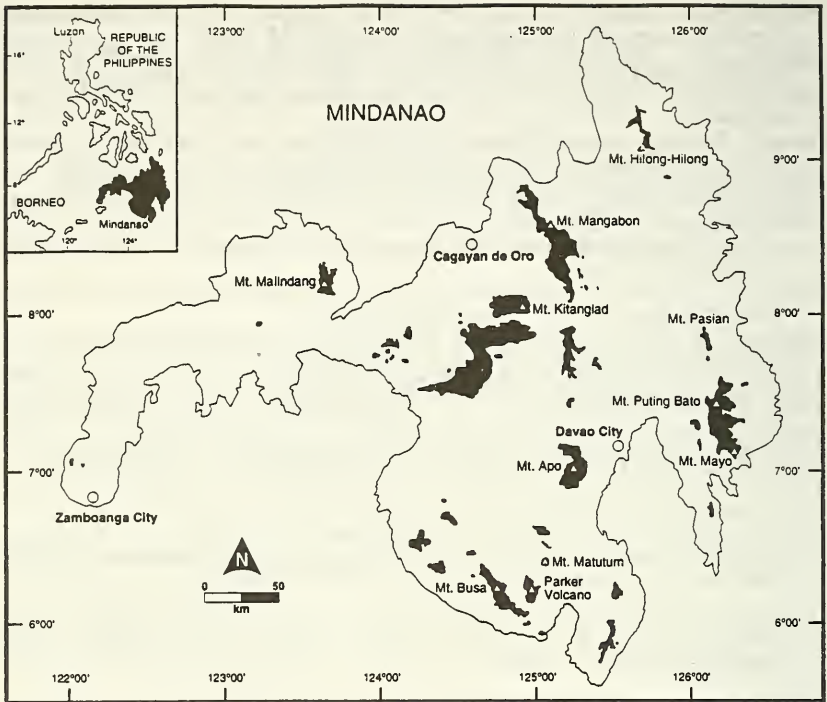 Luzon
REPUBLIC
OF THE
PHILIPPINES
16°
12°
8
BORNEO
Mindanao
120°
124°
123°00'
124°00'
125°00'
126°00'
MINDANAO
Mt. Hilong-Hilong
9°00'
Mt. Mangabon
Cagayan de Oro
Mt. Malindang
8°00'
Mt. Kitanglad
Mt. Pasian
8°00'
Mt. Puting Bato
Davao City
Mt. Apo
Mt. Mayo
7°00'
7°00'
Zamboanga City
N
0 50
km
Mt. Matutum
Mt. Busa
Parker
Volcano
6°00'
6°00'
122°00'
123°00'
124°00'
125°00'
126°00'